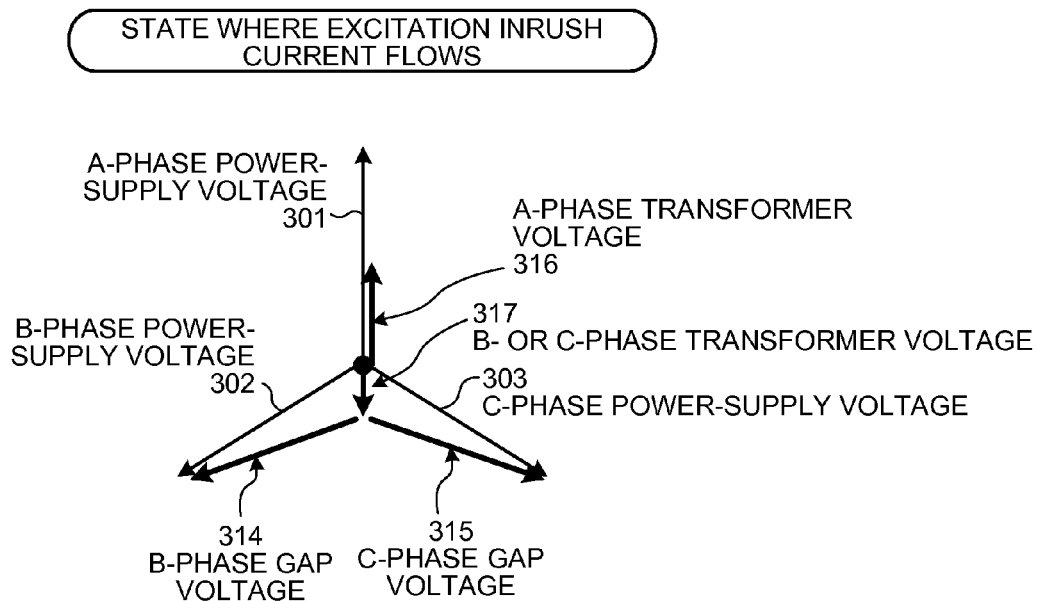 STATE WHERE EXCITATION INRUSH
CURRENT FLOWS
A-PHASE POWER-
SUPPLY VOLTAGE
301
A-PHASE TRANSFORMER
VOLTAGE
316
317
B- OR C-PHASE TRANSFORMER VOLTAGE
B-PHASE POWER-
SUPPLY VOLTAGE
302
303
C-PHASE POWER-SUPPLY VOLTAGE
314
B-PHASE GAP
VOLTAGE
315
C-PHASE GAP
VOLTAGE